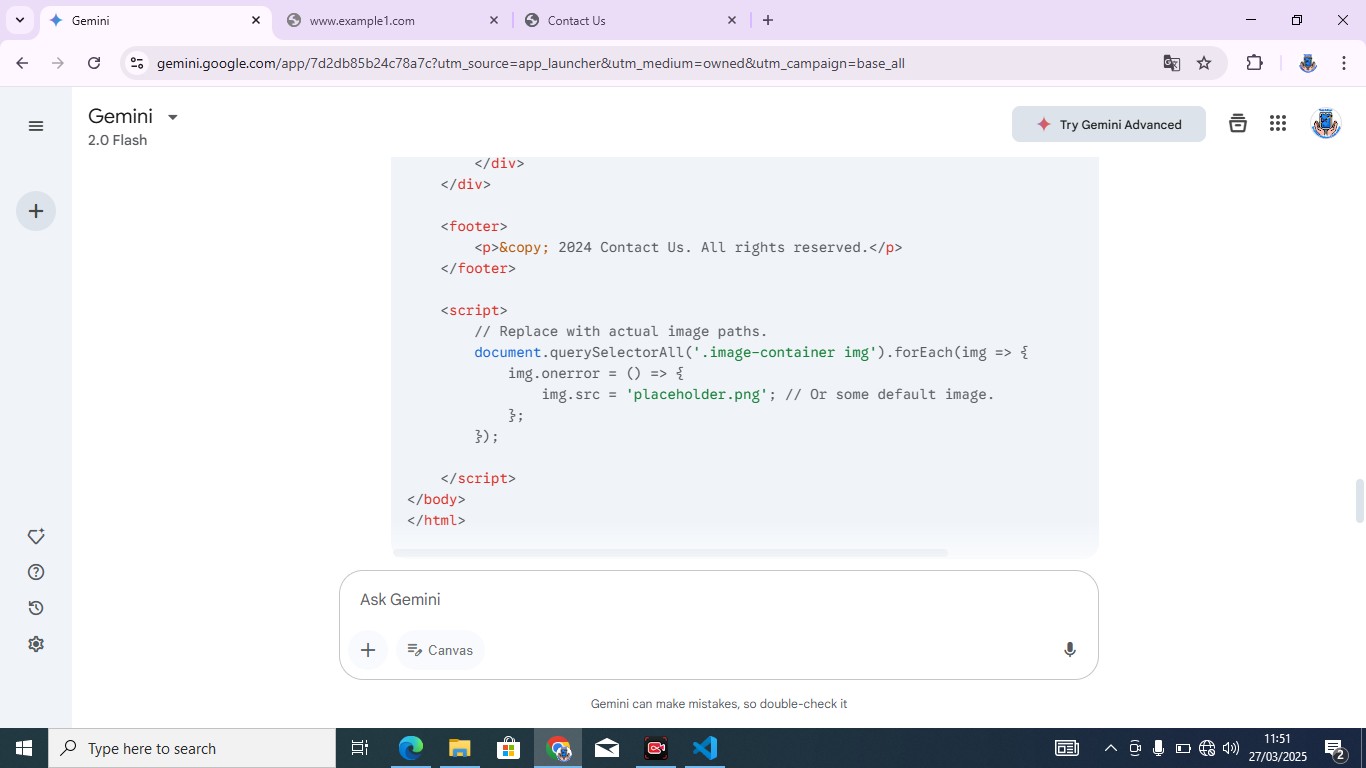 Gemini
www.example1.com
Contact Us
gemini.google.com/app/7d2db85b24c78a7c?utm_source=app_launcher&utm_medium=owned&utm_campaign=base_all
Gemini
2.0 Flash
Try Gemini Advanced
</div>
</div>
<footer>
<p>&copy; 2024 Contact Us. All rights reserved.</p>
</footer>
<script>
// Replace with actual image paths.
document.querySelectorAll('.image-container img').forEach(img => {
img.onerror = () => {
img.src = 'placeholder.png'; // Or some default image.
};
});
</script>
</body>
</html>
Ask Gemini
Canvas
Gemini can make mistakes, so double-check it
Type here to search
11:51
27/03/2025
2